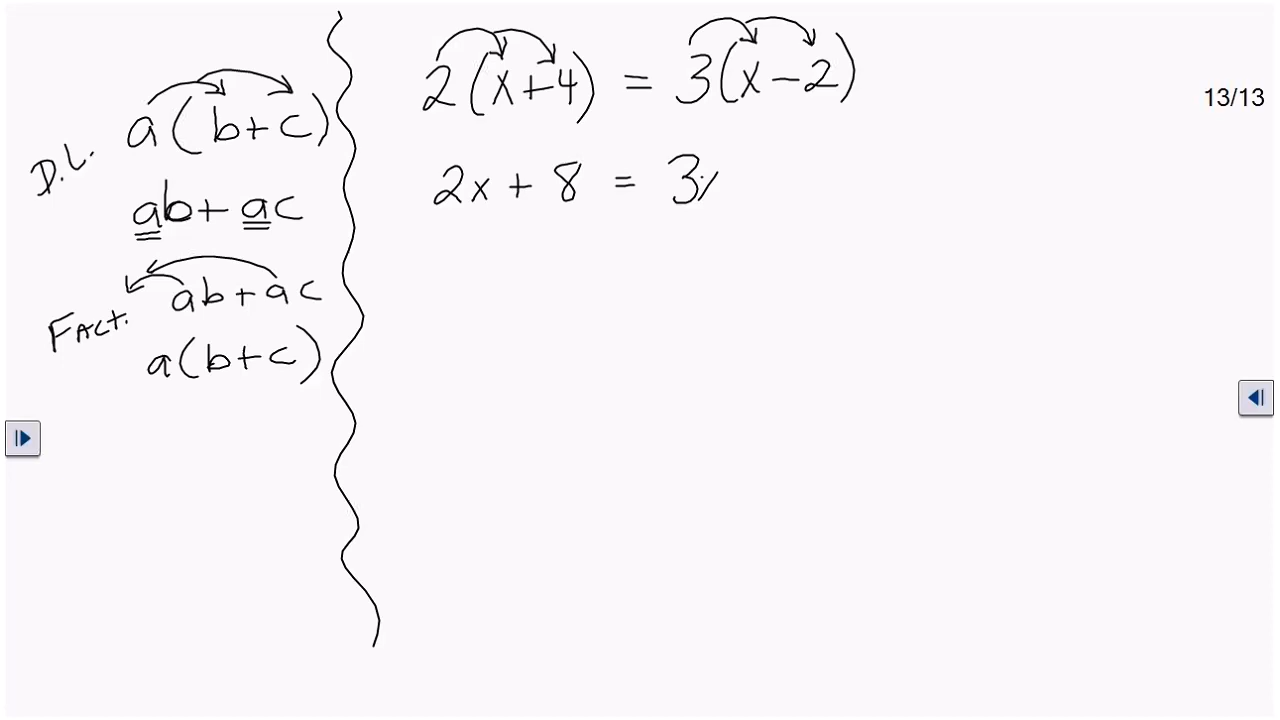 D.L. a(b+c)
ab+ac
Fact. ab+ac
a(b+c)
2(x+4) = 3(x-2)
2x + 8 = 3
13/13